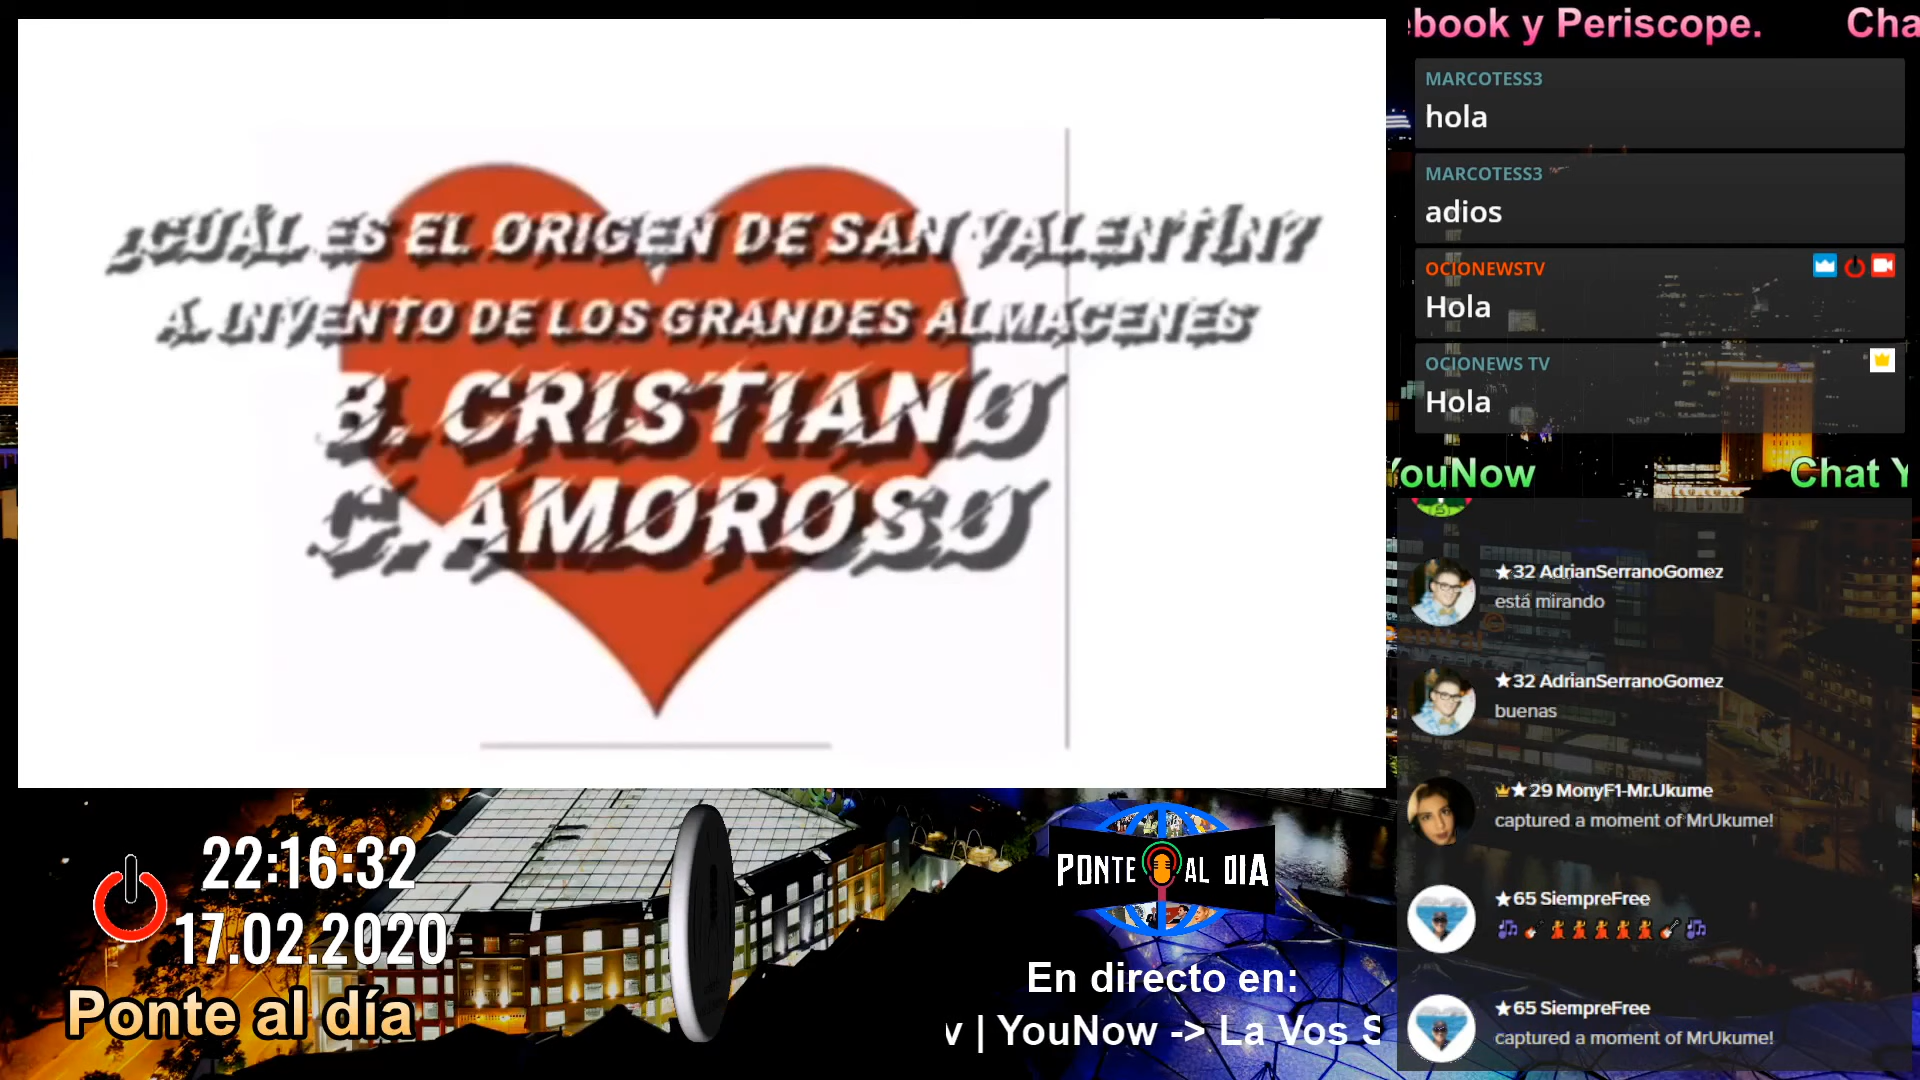 ¿CUÁL ES EL ORIGEN DE SAN VALENTÍN?
A. INVENTO DE LOS GRANDES ALMACENES
B. CRISTIANO
C. AMOROSO
ebook y Periscope.
Cha
MARCOTESS3
hola
MARCOTESS3
adios
OCIONEWSTV
Hola
OCIONEWS TV
Hola
YouNow
Chat Y
★32 AdrianSerranoGomez
está mirando
★32 AdrianSerranoGomez
buenas
★29 MonyF1-Mr.Ukume
captured a moment of MrUkume!
★65 SiempreFree
★65 SiempreFree
captured a moment of MrUkume!
22:16:32
17.02.2020
Ponte al día
PONTE AL DIA
En directo en:
v | YouNow -> La Vos S